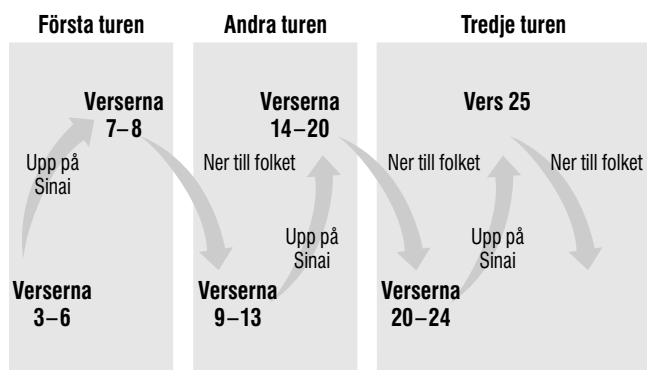 Första turen
Andra turen
Tredje turen
Verserna
7–8
Verserna
14–20
Vers 25
Upp på
Sinai
Ner till folket
Ner till folket
Ner till folket
Upp på
Sinai
Upp på
Sinai
Verserna
3–6
Verserna
9–13
Verserna
20–24